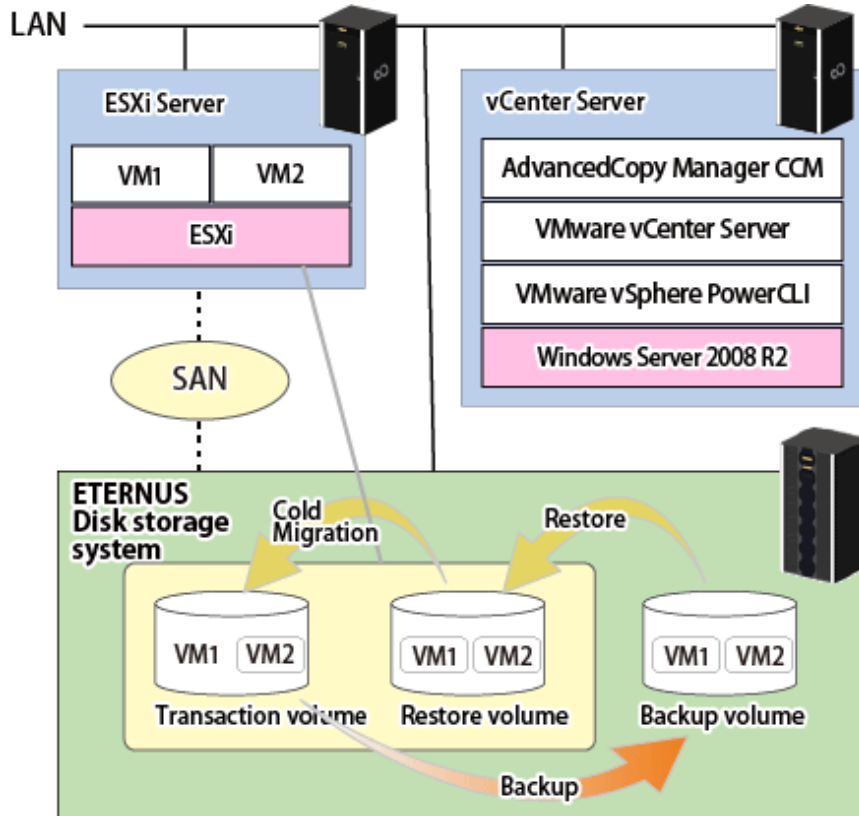 LAN
ESXi Server
VM1
VM2
ESXi
vCenter Server
AdvancedCopy Manager CCM
VMware vCenter Server
VMware vSphere PowerCLI
Windows Server 2008 R2
SAN
ETERNUS
Disk storage
system
Cold
Migration
Restore
VM1
VM2
Transaction volume
VM1
VM2
Restore volume
VM1
VM2
Backup volume
Backup